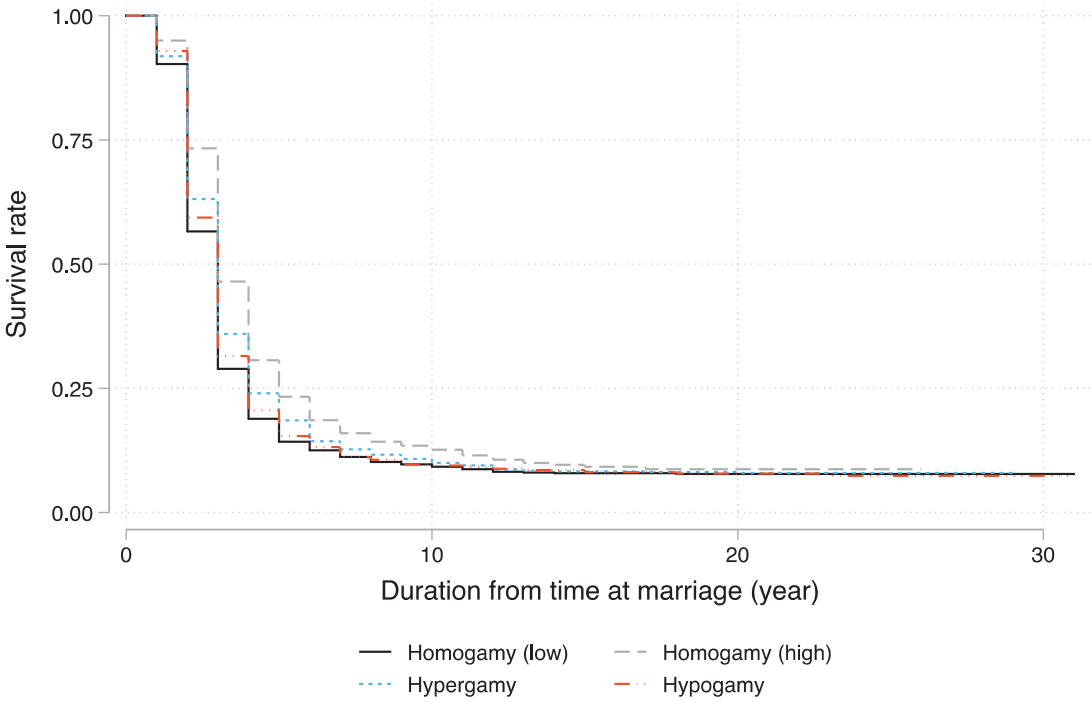 1.00
0.75
0.50
0.25
0.00
Survival rate
0 10 20 30
Duration from time at marriage (year)
Homogamy (low) Homogamy (high)
Hypergamy Hypogamy